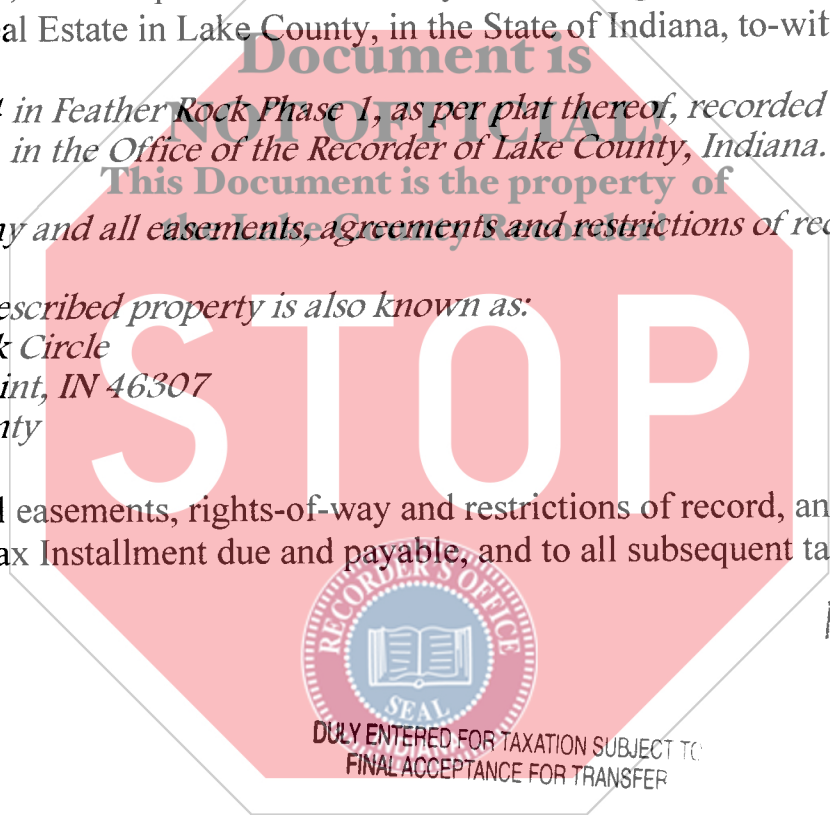 al Estate in Lake County, in the State of Indiana, to-wit
Document is
in Feather Rock Phase 1, as per plat thereof, recorded
NOT OFFICIAL!
in the Office of the Recorder of Lake County, Indiana.
This Document is the property of
ny and all easements, agreements and restrictions of rec
the Lake County Recorder!
escribed property is also known as:
k Circle
int, IN 46307
nty
STOP
l easements, rights-of-way and restrictions of record, an
ax Installment due and payable, and to all subsequent ta
RECORDER'S OFFICE
SEAL
INDIANA
DULY ENTERED FOR TAXATION SUBJECT TO
FINAL ACCEPTANCE FOR TRANSFER